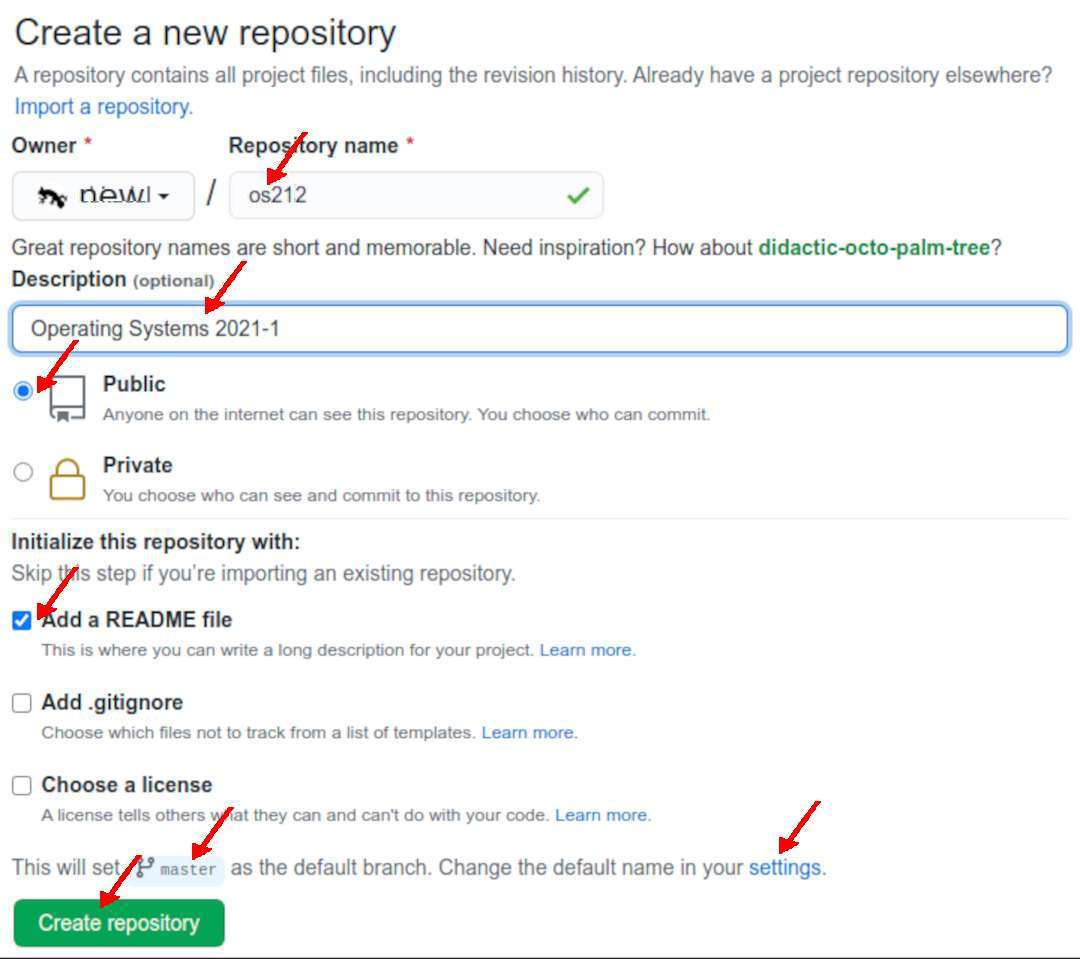 Create a new repository
A repository contains all project files, including the revision history. Already have a project repository elsewhere?
Import a repository.
Owner * Repository name *
/ os212
Great repository names are short and memorable. Need inspiration? How about didactic-octo-palm-tree?
Description (optional)
Operating Systems 2021-1
Public
Anyone on the internet can see this repository. You choose who can commit.
Private
You choose who can see and commit to this repository.
Initialize this repository with:
Skip this step if you’re importing an existing repository.
Add a README file
This is where you can write a long description for your project. Learn more.
Add .gitignore
Choose which files not to track from a list of templates. Learn more.
Choose a license
A license tells others what they can and can't do with your code. Learn more.
This will set master as the default branch. Change the default name in your settings.
Create repository